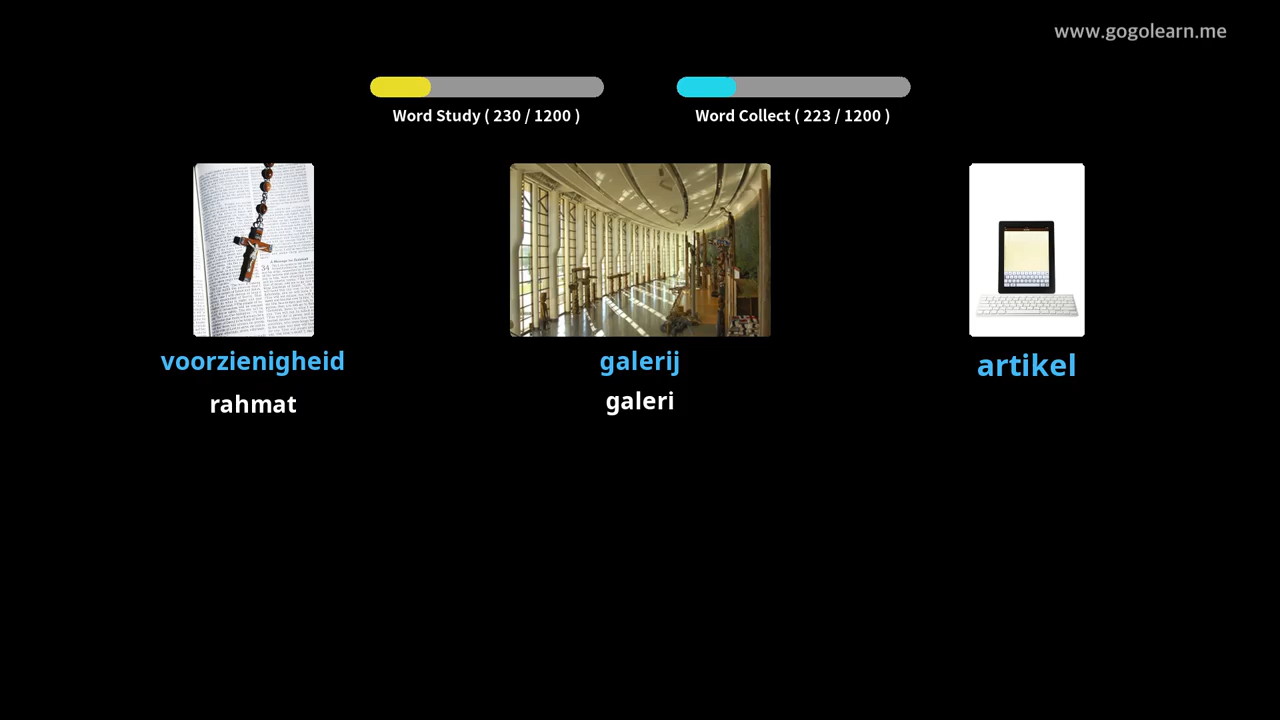 www.gogolearn.me
Word Study ( 230 / 1200 )
Word Collect ( 223 / 1200 )
voorzienigheid
galerij
artikel
rahmat
galeri